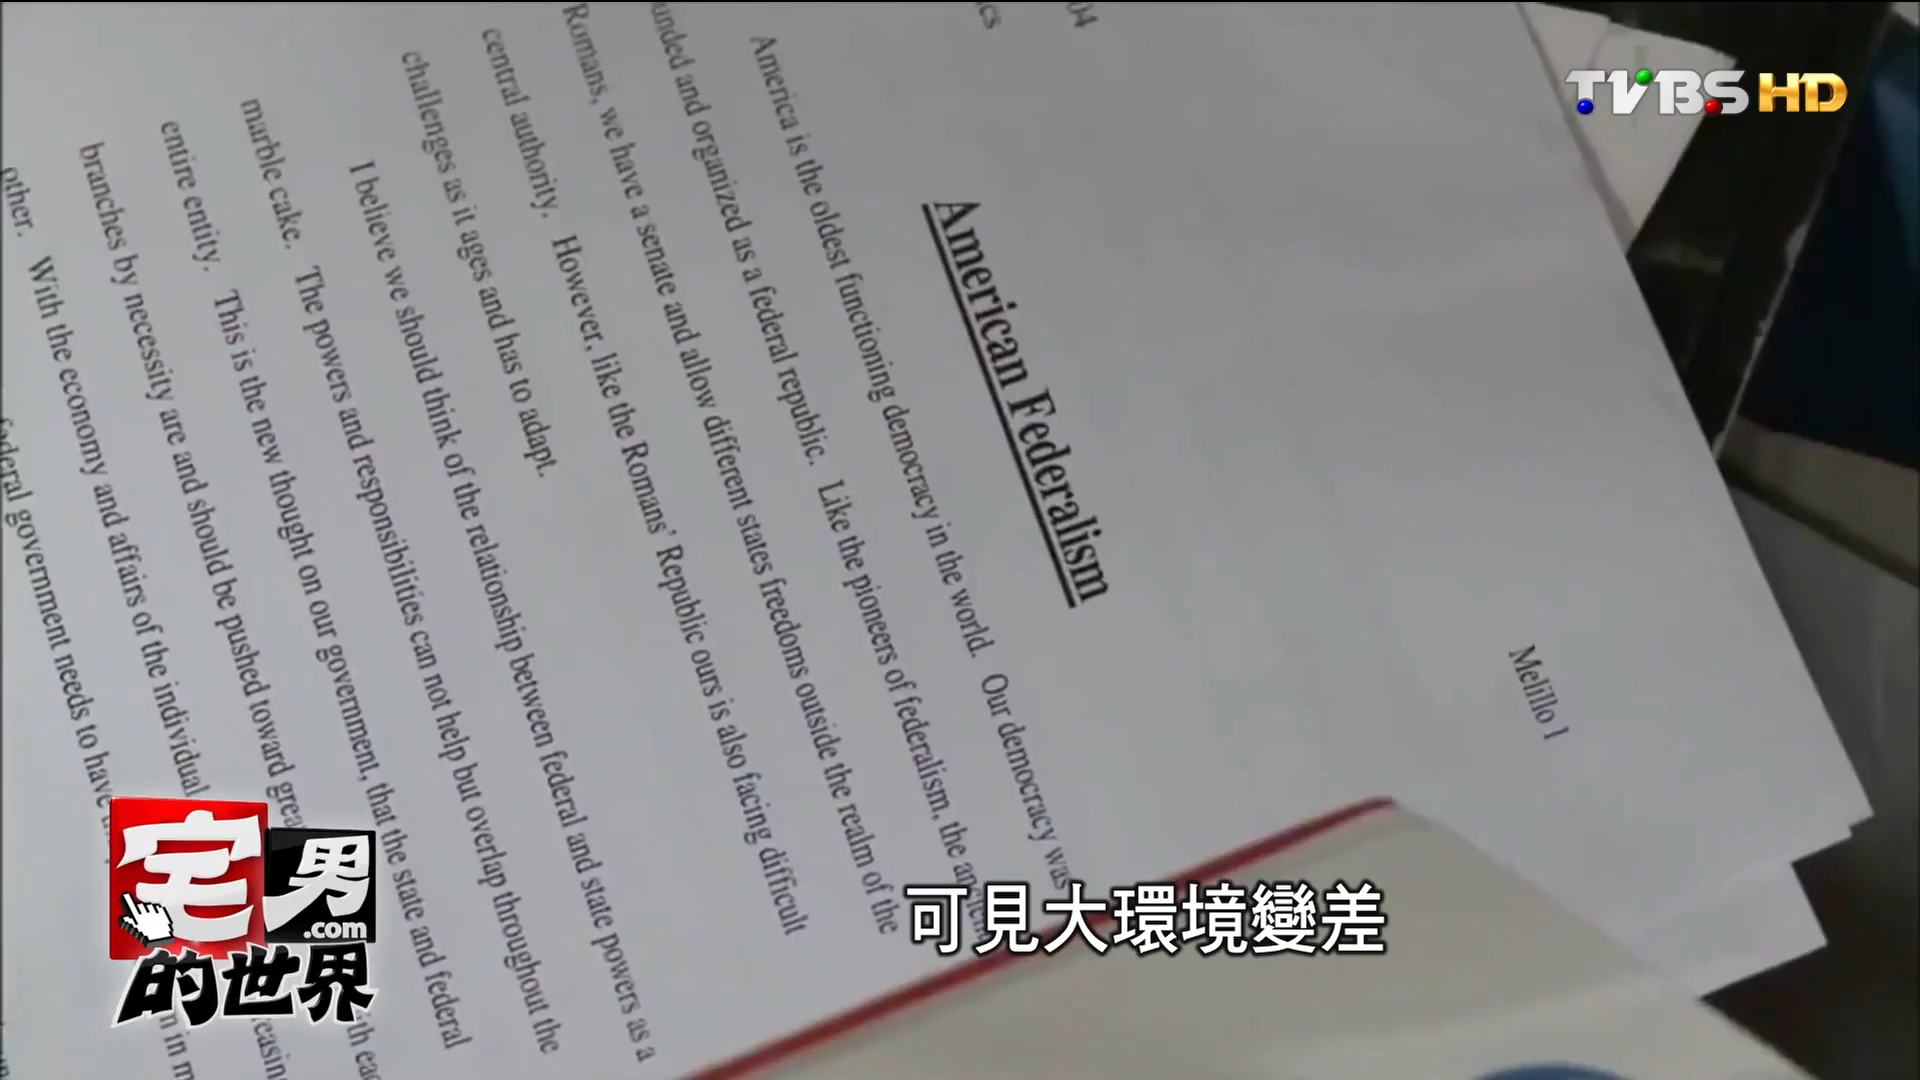 TVBS HD
Melillo 1
04
American Federalism
America is the oldest functioning democracy in the world. Our democracy was
and organized as a federal republic. Like the pioneers of federalism, the
Romans, we have a senate and allow different states freedoms outside the realm of the
central authority. However, like the Romans' Republic ours is also facing difficult
challenges as it ages and has to adapt.
I believe we should think of the relationship between federal and state powers as a
marble cake. The powers and responsibilities can not help but overlap throughout the
entire entity. This is the new thought on our government, that the state and federal
branches by necessity are and should be pushed toward
other. With the economy and affairs of the individual
federal government needs to have
可見大環境變差
宅男.com
的世界